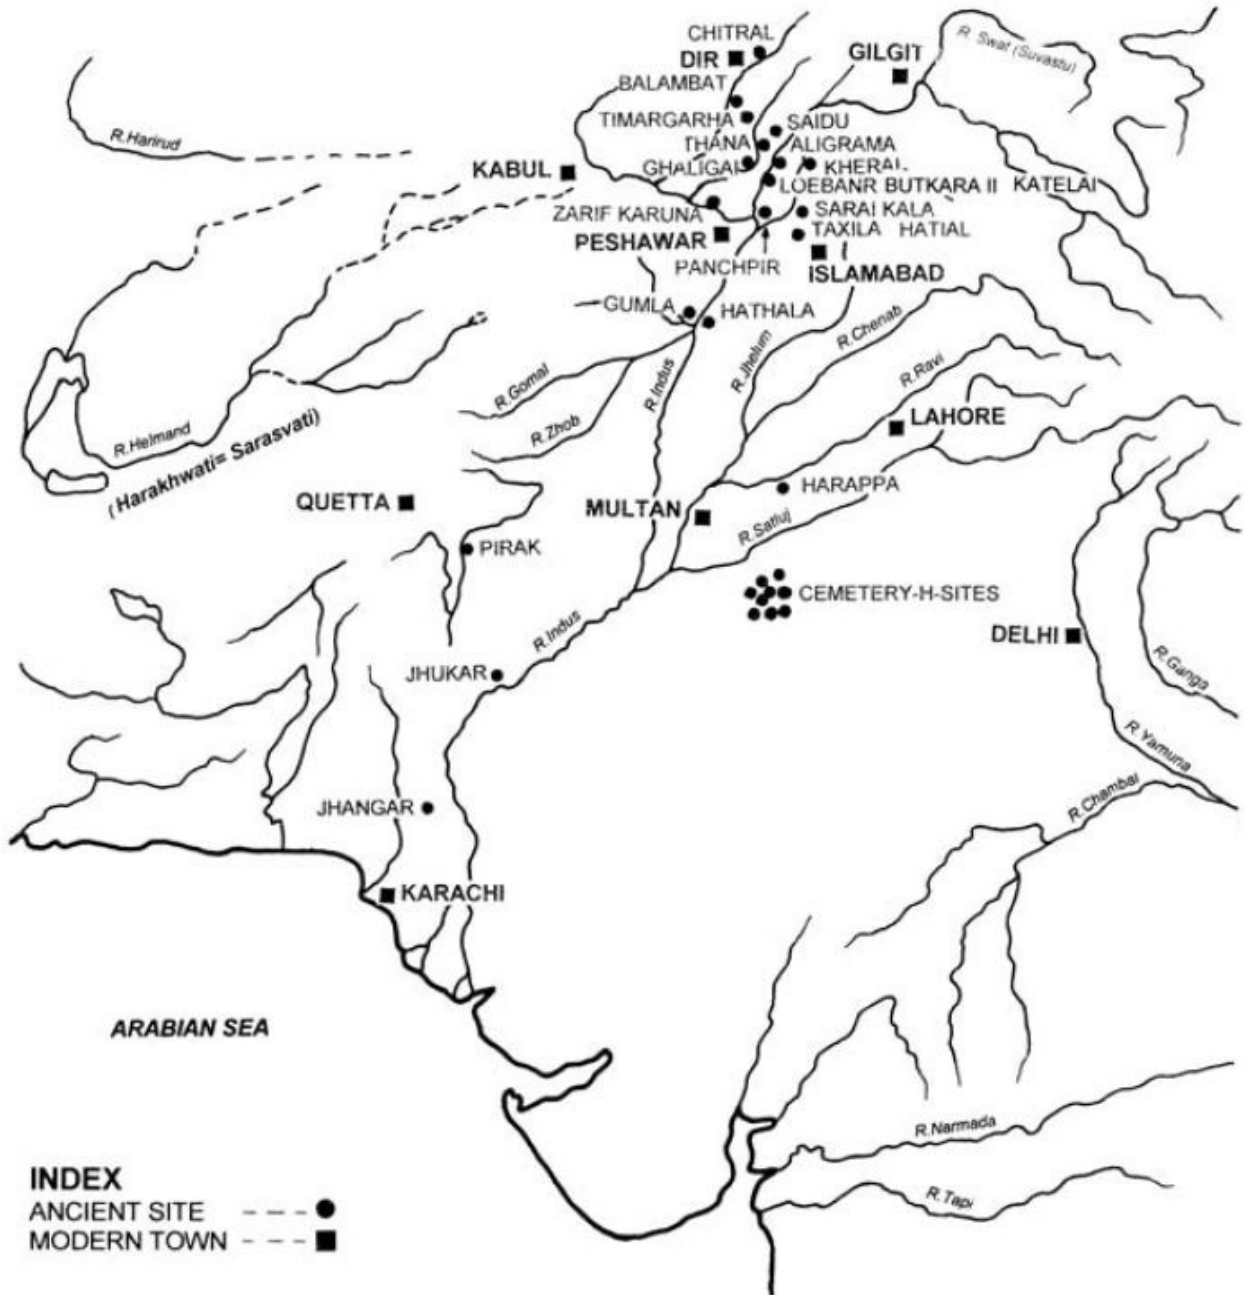 CHITRAL
DIR
GILGIT
R. Swat (Suvastu)
BALAMBAT
R.Harirud
TIMARGARHA
SAIDU
THANA
ALIGRAMA
KABUL
GHALIGAI
KHERAL
LOEBANR BUTKARA II
KATELAI
ZARIF KARUNA
SARAI KALA
PESHAWAR
TAXILA HATIAL
PANCHPIR
ISLAMABAD
GUMLA
HATHALA
R.Chenab
R.Jhelum
R.Indus
R.Gomal
R.Ravi
R.Zhob
LAHORE
R.Helmand
(Harakhwati= Sarasvati)
HARAPPA
QUETTA
MULTAN
R.Satluj
PIRAK
CEMETERY-H-SITES
R.Indus
DELHI
JHUKAR
R.Ganga
R.Yamuna
R.Chambal
JHANGAR
KARACHI
ARABIAN SEA
R.Narmada
R.Tapi
INDEX
ANCIENT SITE
MODERN TOWN